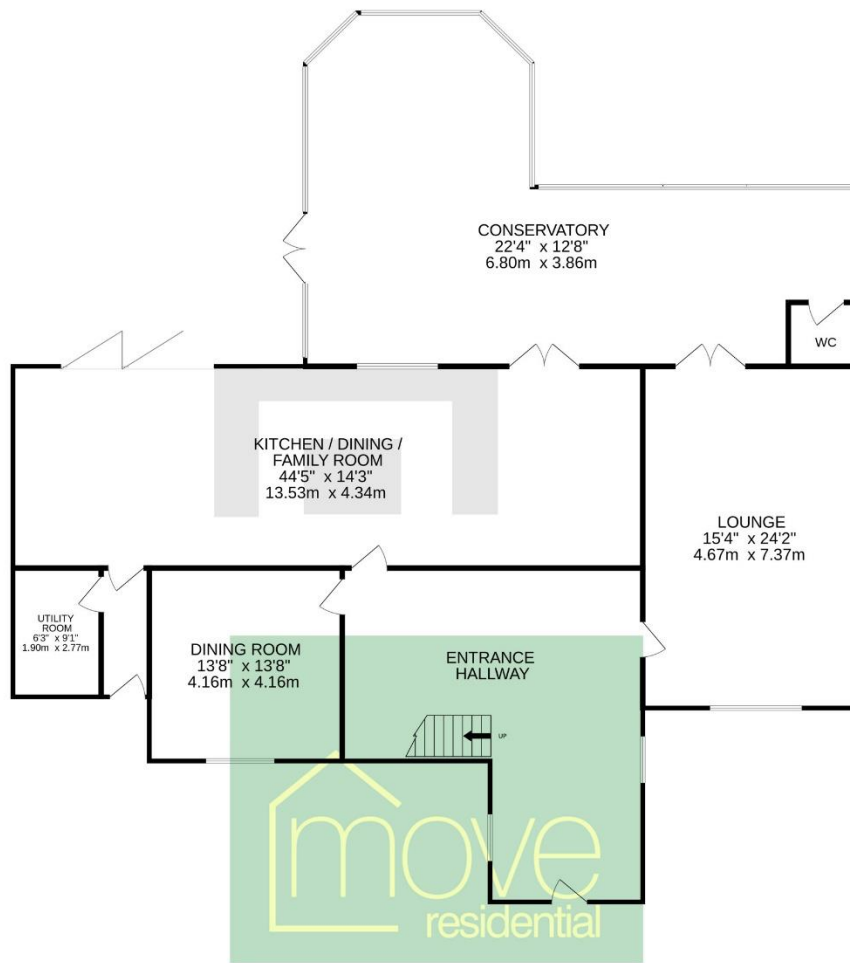 CONSERVATORY
22'4" x 12'8"
6.80m x 3.86m
WC
KITCHEN / DINING /
FAMILY ROOM
44'5" x 14'3"
13.53m x 4.34m
LOUNGE
15'4" x 24'2"
4.67m x 7.37m
UTILITY
ROOM
6'3" x 9'1"
1.90m x 2.77m
DINING ROOM
13'8" x 13'8"
4.16m x 4.16m
ENTRANCE
HALLWAY
UP
move
residential